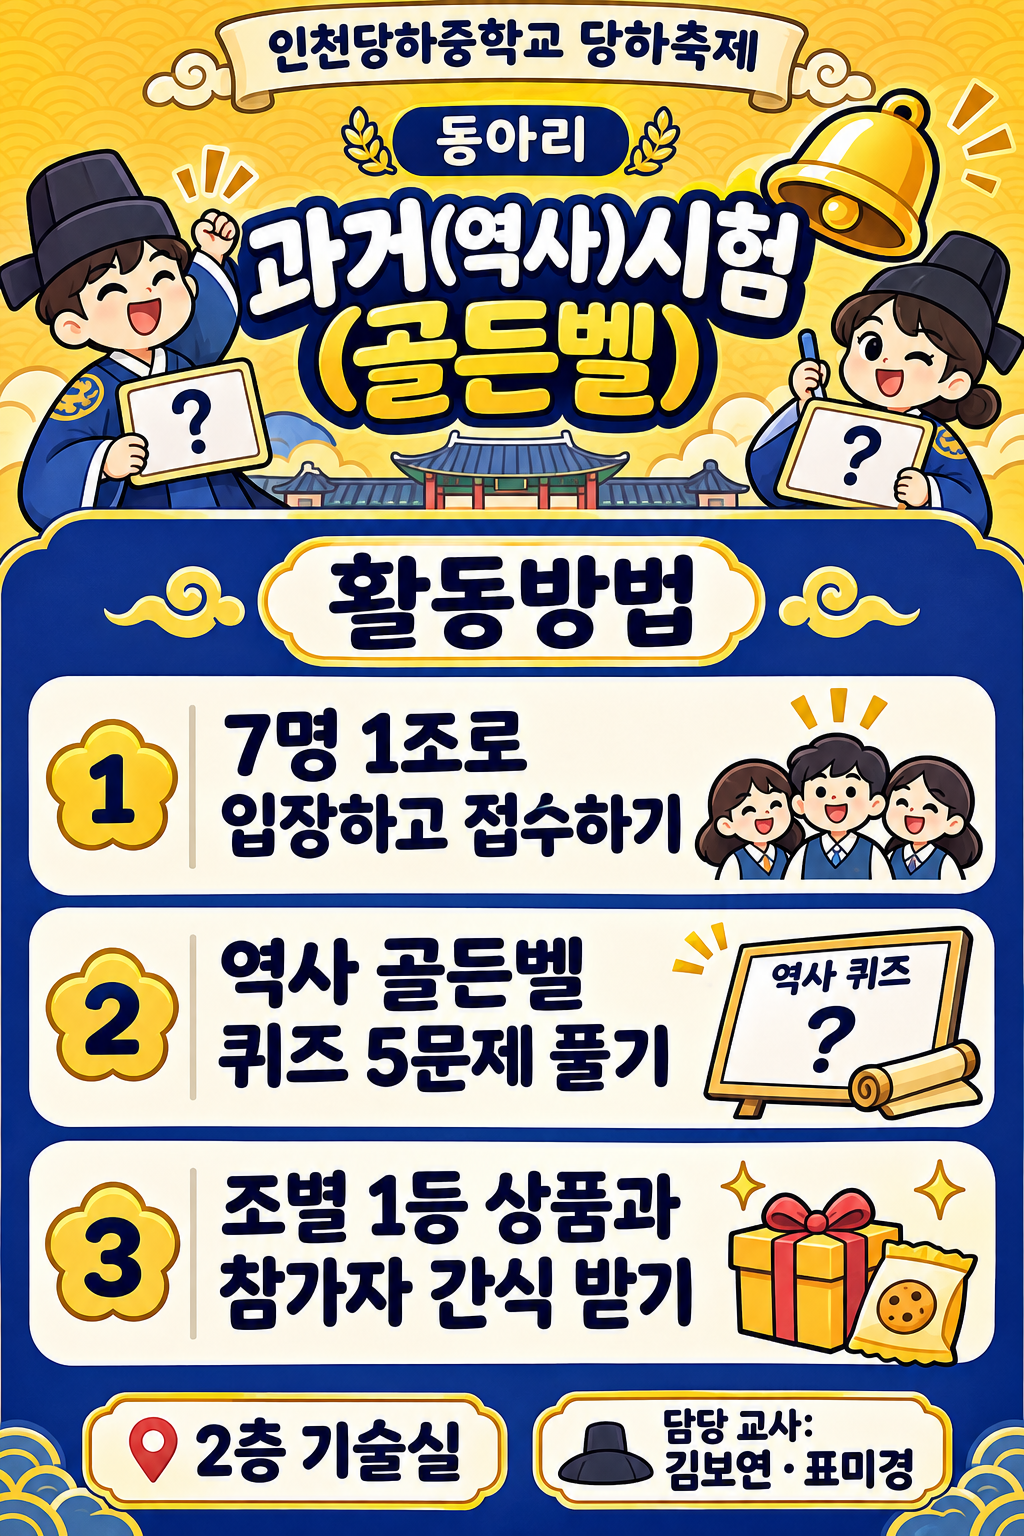 인천당하중학교 당하축제
동아리
과거(역사)시험
(골든벨)
?
?
활동방법
1
7명 1조로
입장하고 접수하기
2
역사 골든벨
퀴즈 5문제 풀기
역사 퀴즈
?
3
조별 1등 상품과
참가자 간식 받기
2층 기술실
담당 교사:
김보연 · 표미경